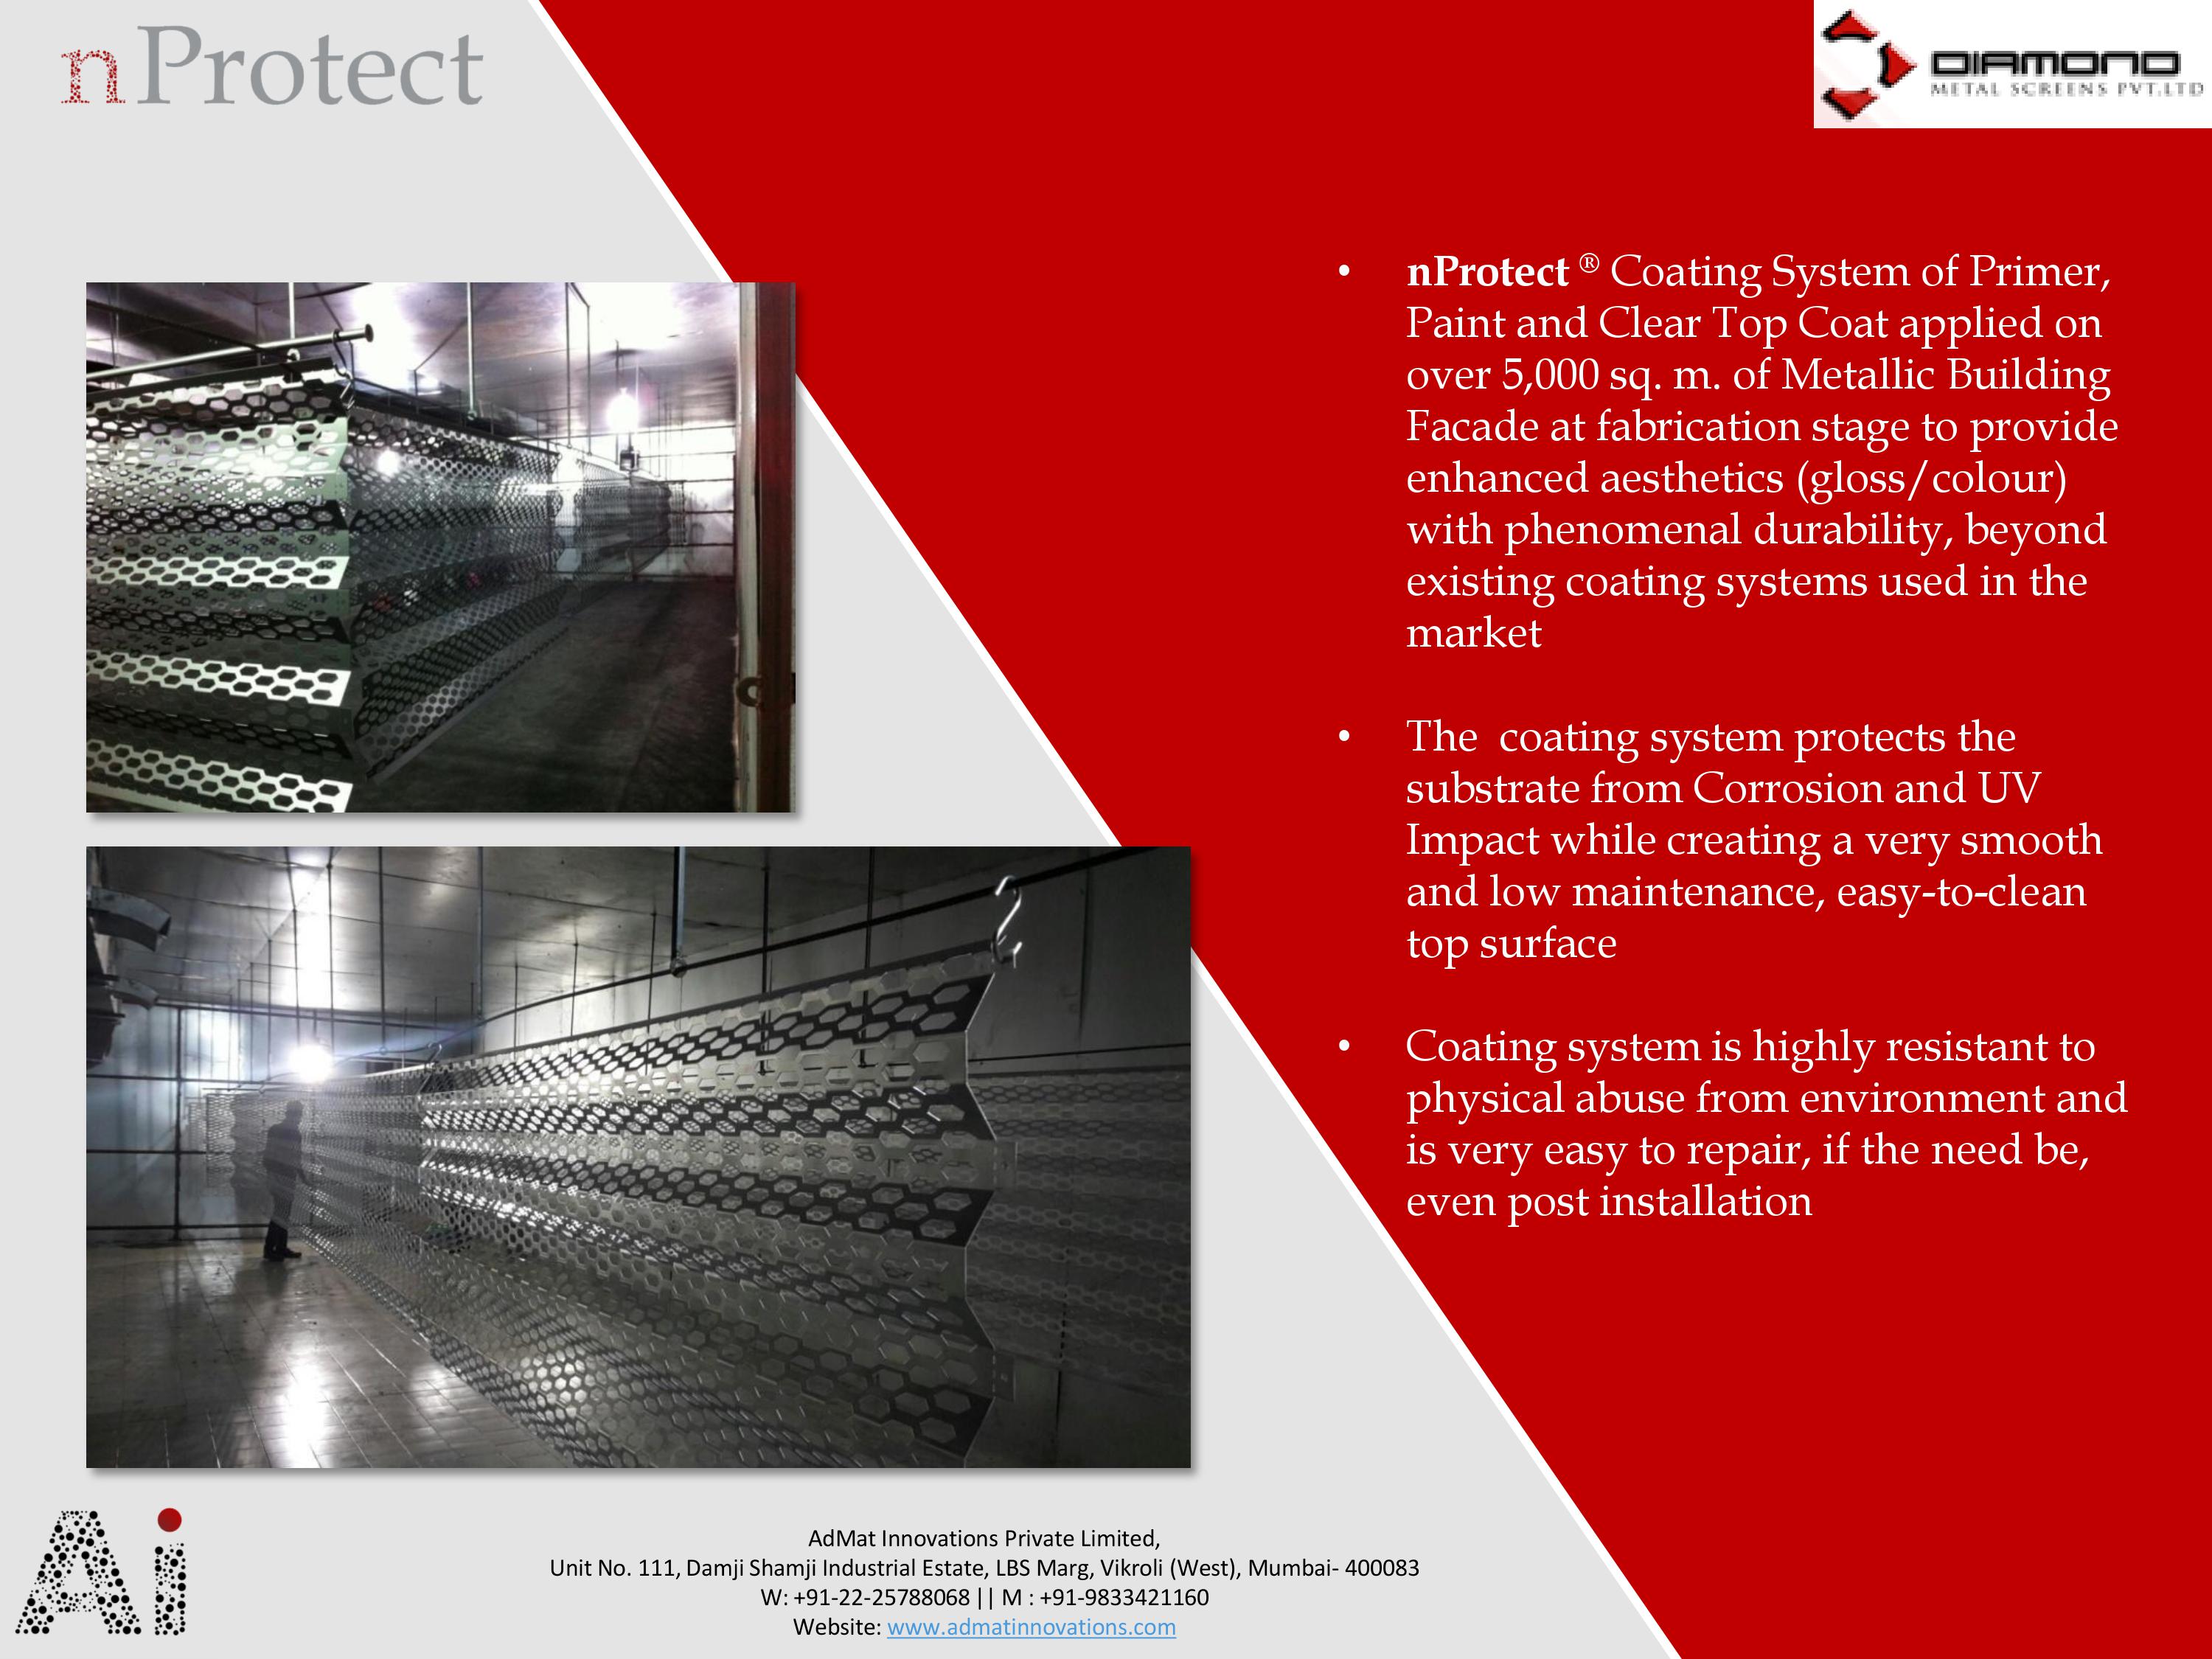 nProtect
DIAMOND
METAL SCREENS PVT.LTD
• nProtect ® Coating System of Primer,
Paint and Clear Top Coat applied on
over 5,000 sq. m. of Metallic Building
Facade at fabrication stage to provide
enhanced aesthetics (gloss/colour)
with phenomenal durability, beyond
existing coating systems used in the
market
• The  coating system protects the
substrate from Corrosion and UV
Impact while creating a very smooth
and low maintenance, easy-to-clean
top surface
• Coating system is highly resistant to
physical abuse from environment and
is very easy to repair, if the need be,
even post installation
Ai
AdMat Innovations Private Limited,
Unit No. 111, Damji Shamji Industrial Estate, LBS Marg, Vikroli (West), Mumbai- 400083
W: +91-22-25788068 || M : +91-9833421160
Website: www.admatinnovations.com